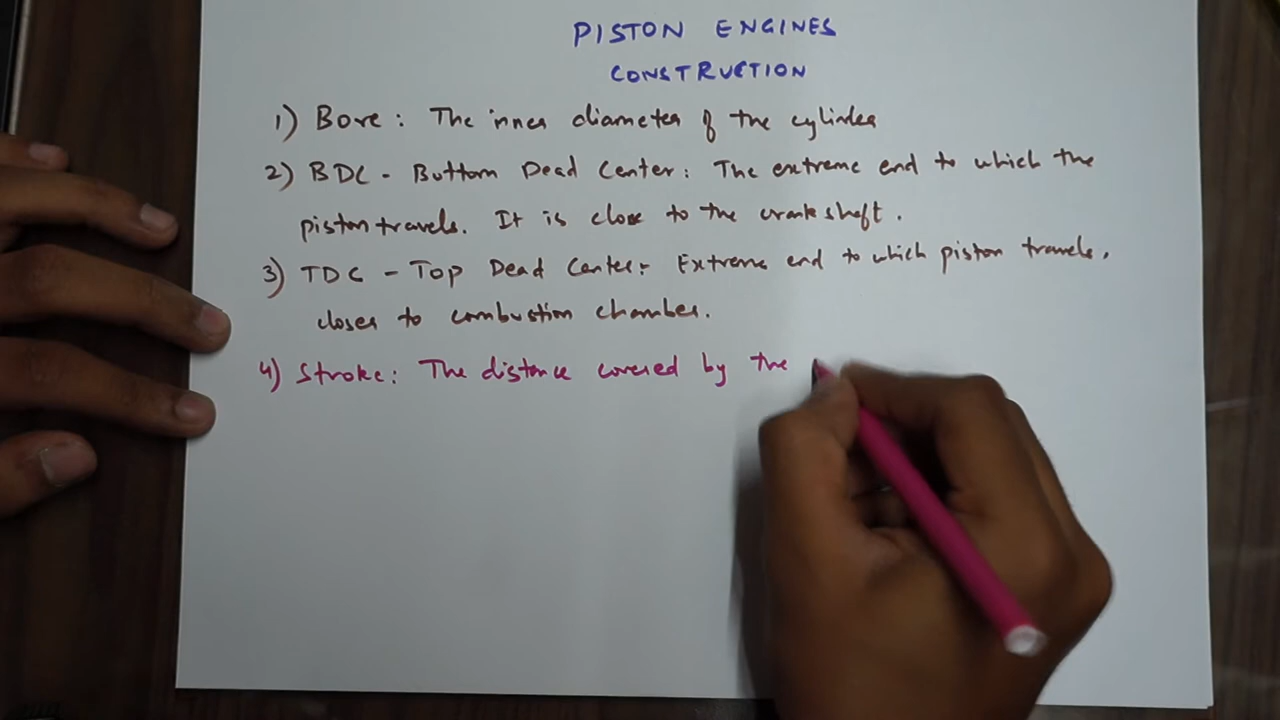 PISTON ENGINES
CONSTRUCTION
1) Bore: The inner diameter of the cylinder
2) BDC - Bottom Dead Center: The extreme end to which the
piston travels. It is close to the crankshaft.
3) TDC - Top Dead Center:- Extreme end to which piston travels,
closer to combustion chamber.
4) Stroke: The distance covered by the